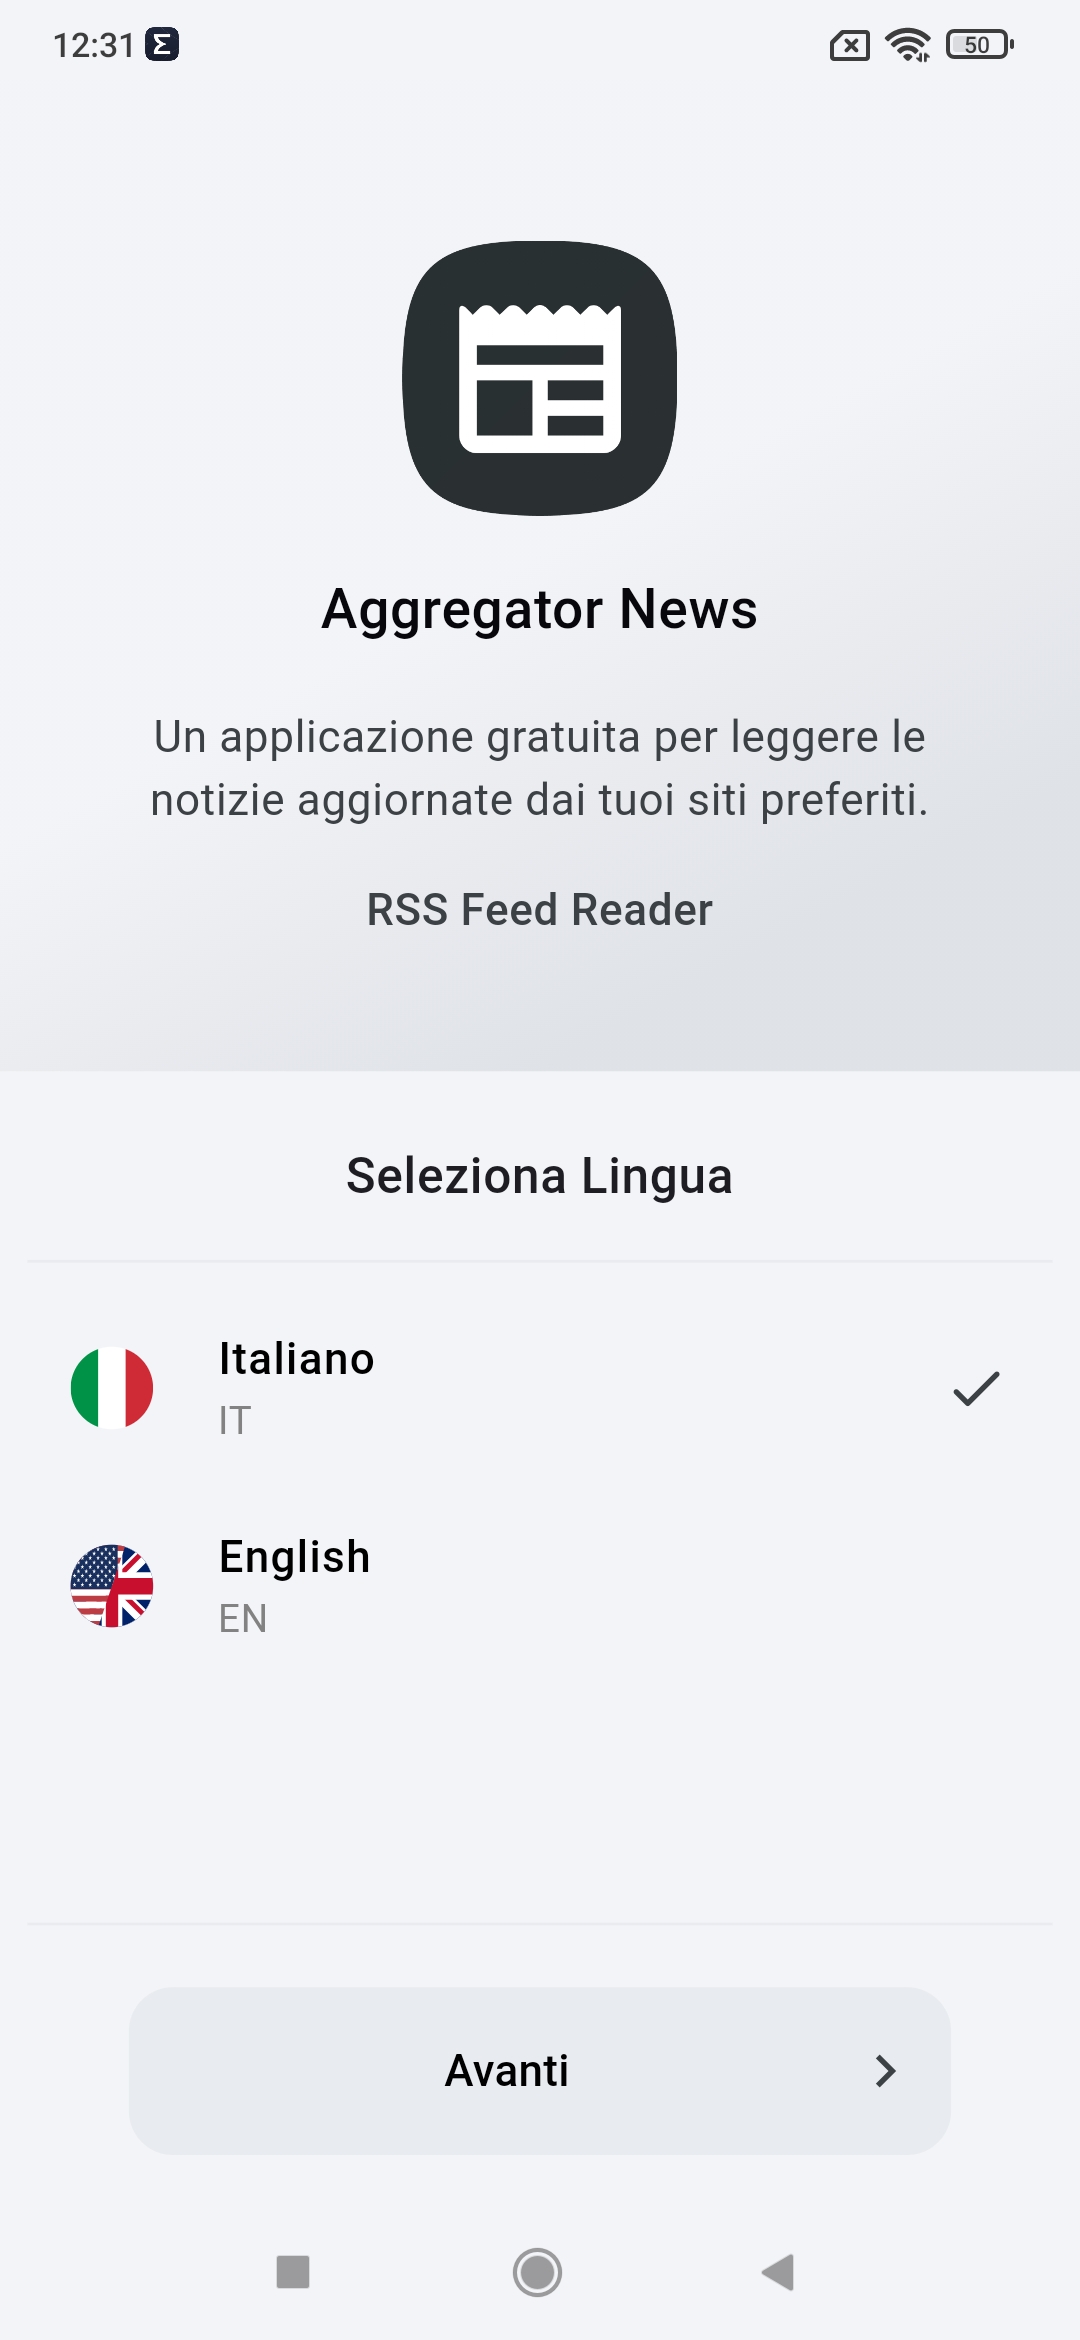 12:31
50
Aggregator News
Un applicazione gratuita per leggere le
notizie aggiornate dai tuoi siti preferiti.
RSS Feed Reader
Seleziona Lingua
Italiano
IT
English
EN
Avanti